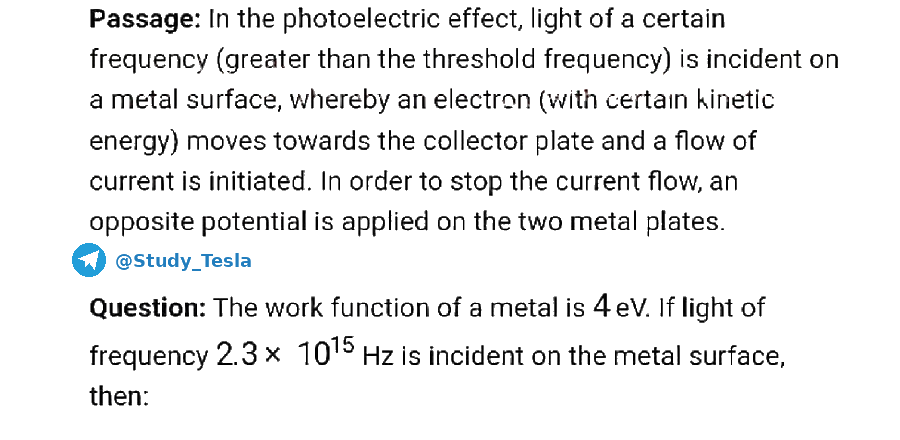 Passage: In the photoelectric effect, light of a certain
frequency (greater than the threshold frequency) is incident on
a metal surface, whereby an electron (with certain kinetic
energy) moves towards the collector plate and a flow of
current is initiated. In order to stop the current flow, an
opposite potential is applied on the two metal plates.
@Study_Tesla
Question: The work function of a metal is 4 eV. If light of
frequency 2.3 × 10¹⁵ Hz is incident on the metal surface,
then: